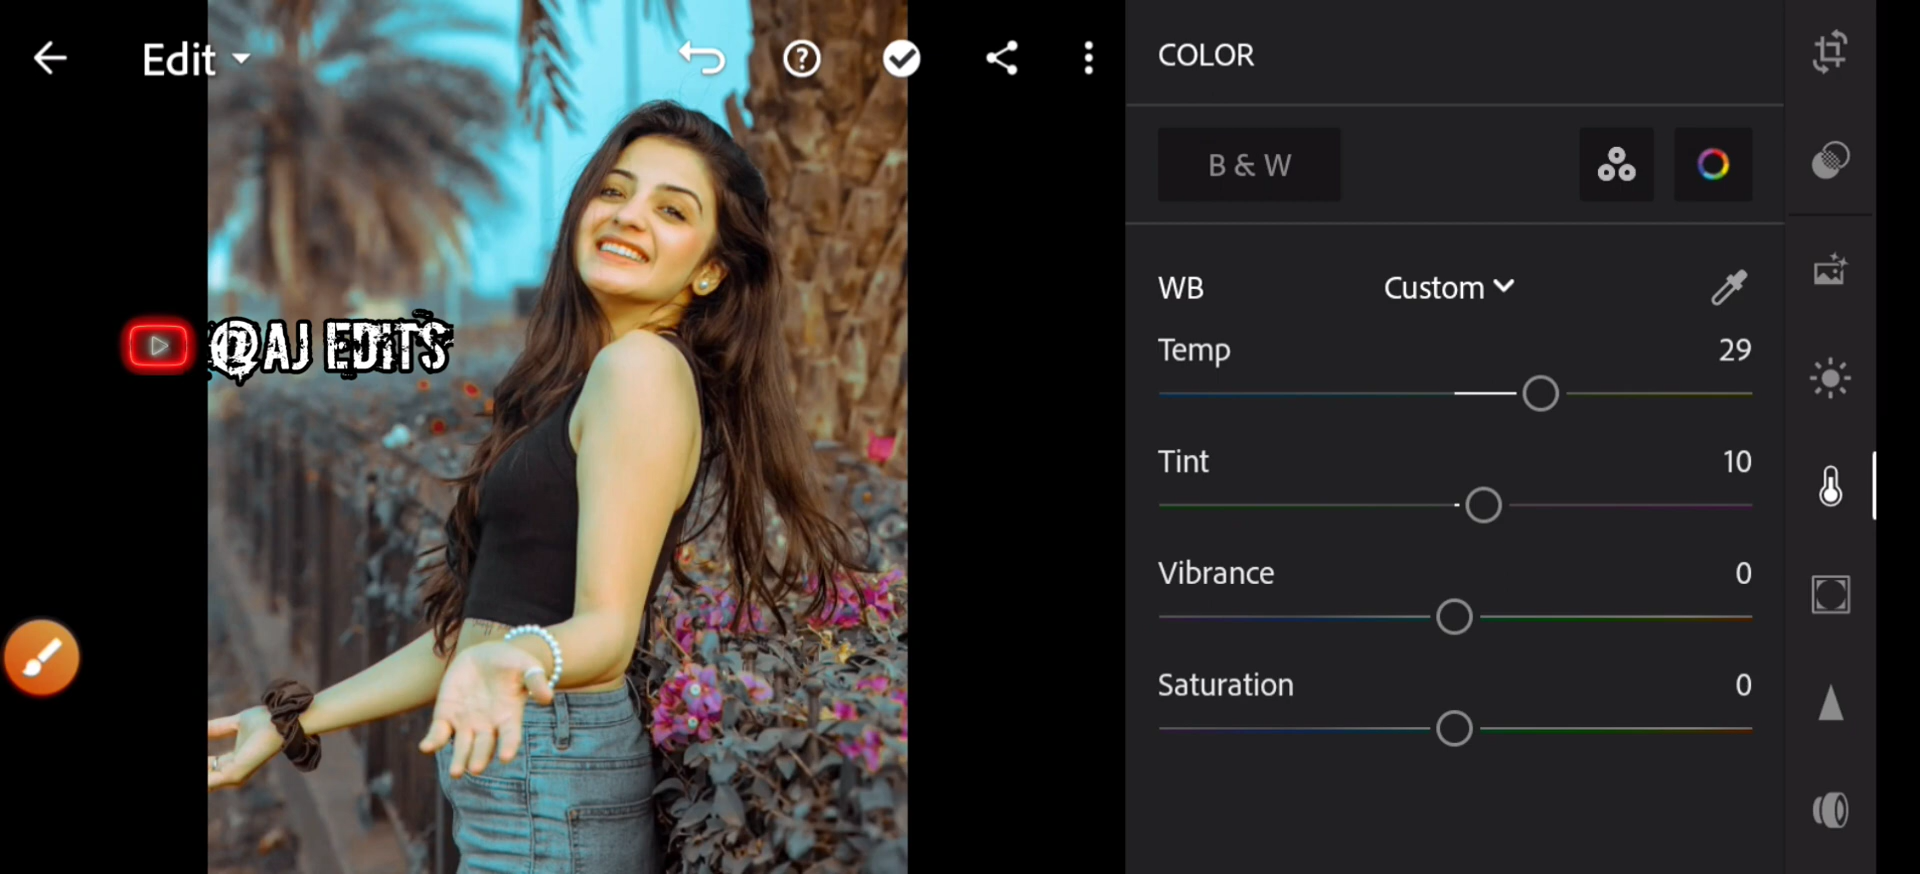 Edit
COLOR
B & W
WB Custom
Temp 29
@AJ EDITS
Tint 10
Vibrance 0
Saturation 0